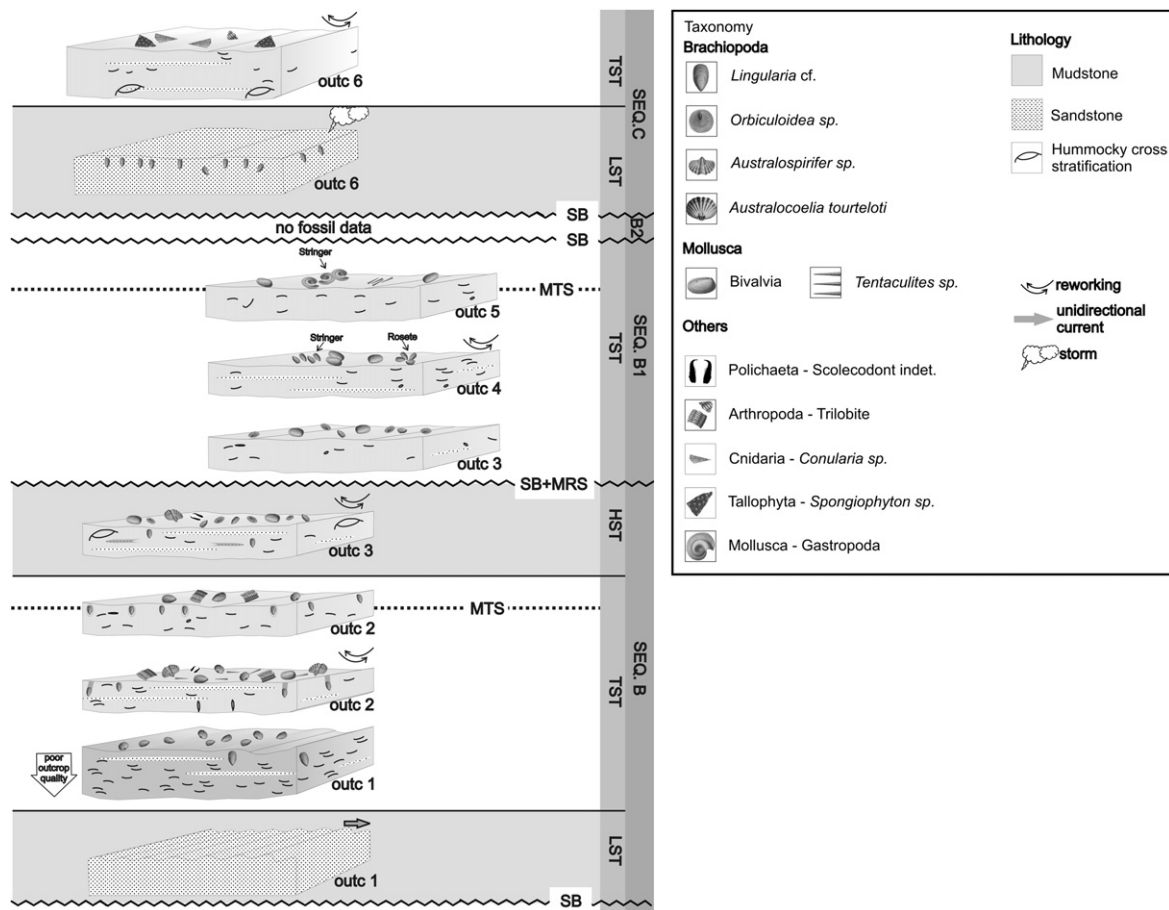 outc 6
TST
SEQ.C
outc 6
LST
SB
no fossil data
B2
SB
Stringer
MTS
outc 5
Stringer
Rosete
outc 4
TST
SEQ. B1
outc 3
SB+MRS
HST
outc 3
MTS
outc 2
outc 2
TST
SEQ. B
poor
outcrop
quality
outc 1
LST
outc 1
SB
Taxonomy
Brachiopoda
Lingularia cf.
Orbiculoidea sp.
Australospirifer sp.
Australocoelia tourteloti
Mollusca
Bivalvia
Tentaculites sp.
Others
Polichaeta - Scolecodont indet.
Arthropoda - Trilobite
Cnidaria - Conularia sp.
Tallophyta - Spongiophyton sp.
Mollusca - Gastropoda
Lithology
Mudstone
Sandstone
Hummocky cross
stratification
reworking
unidirectional
current
storm